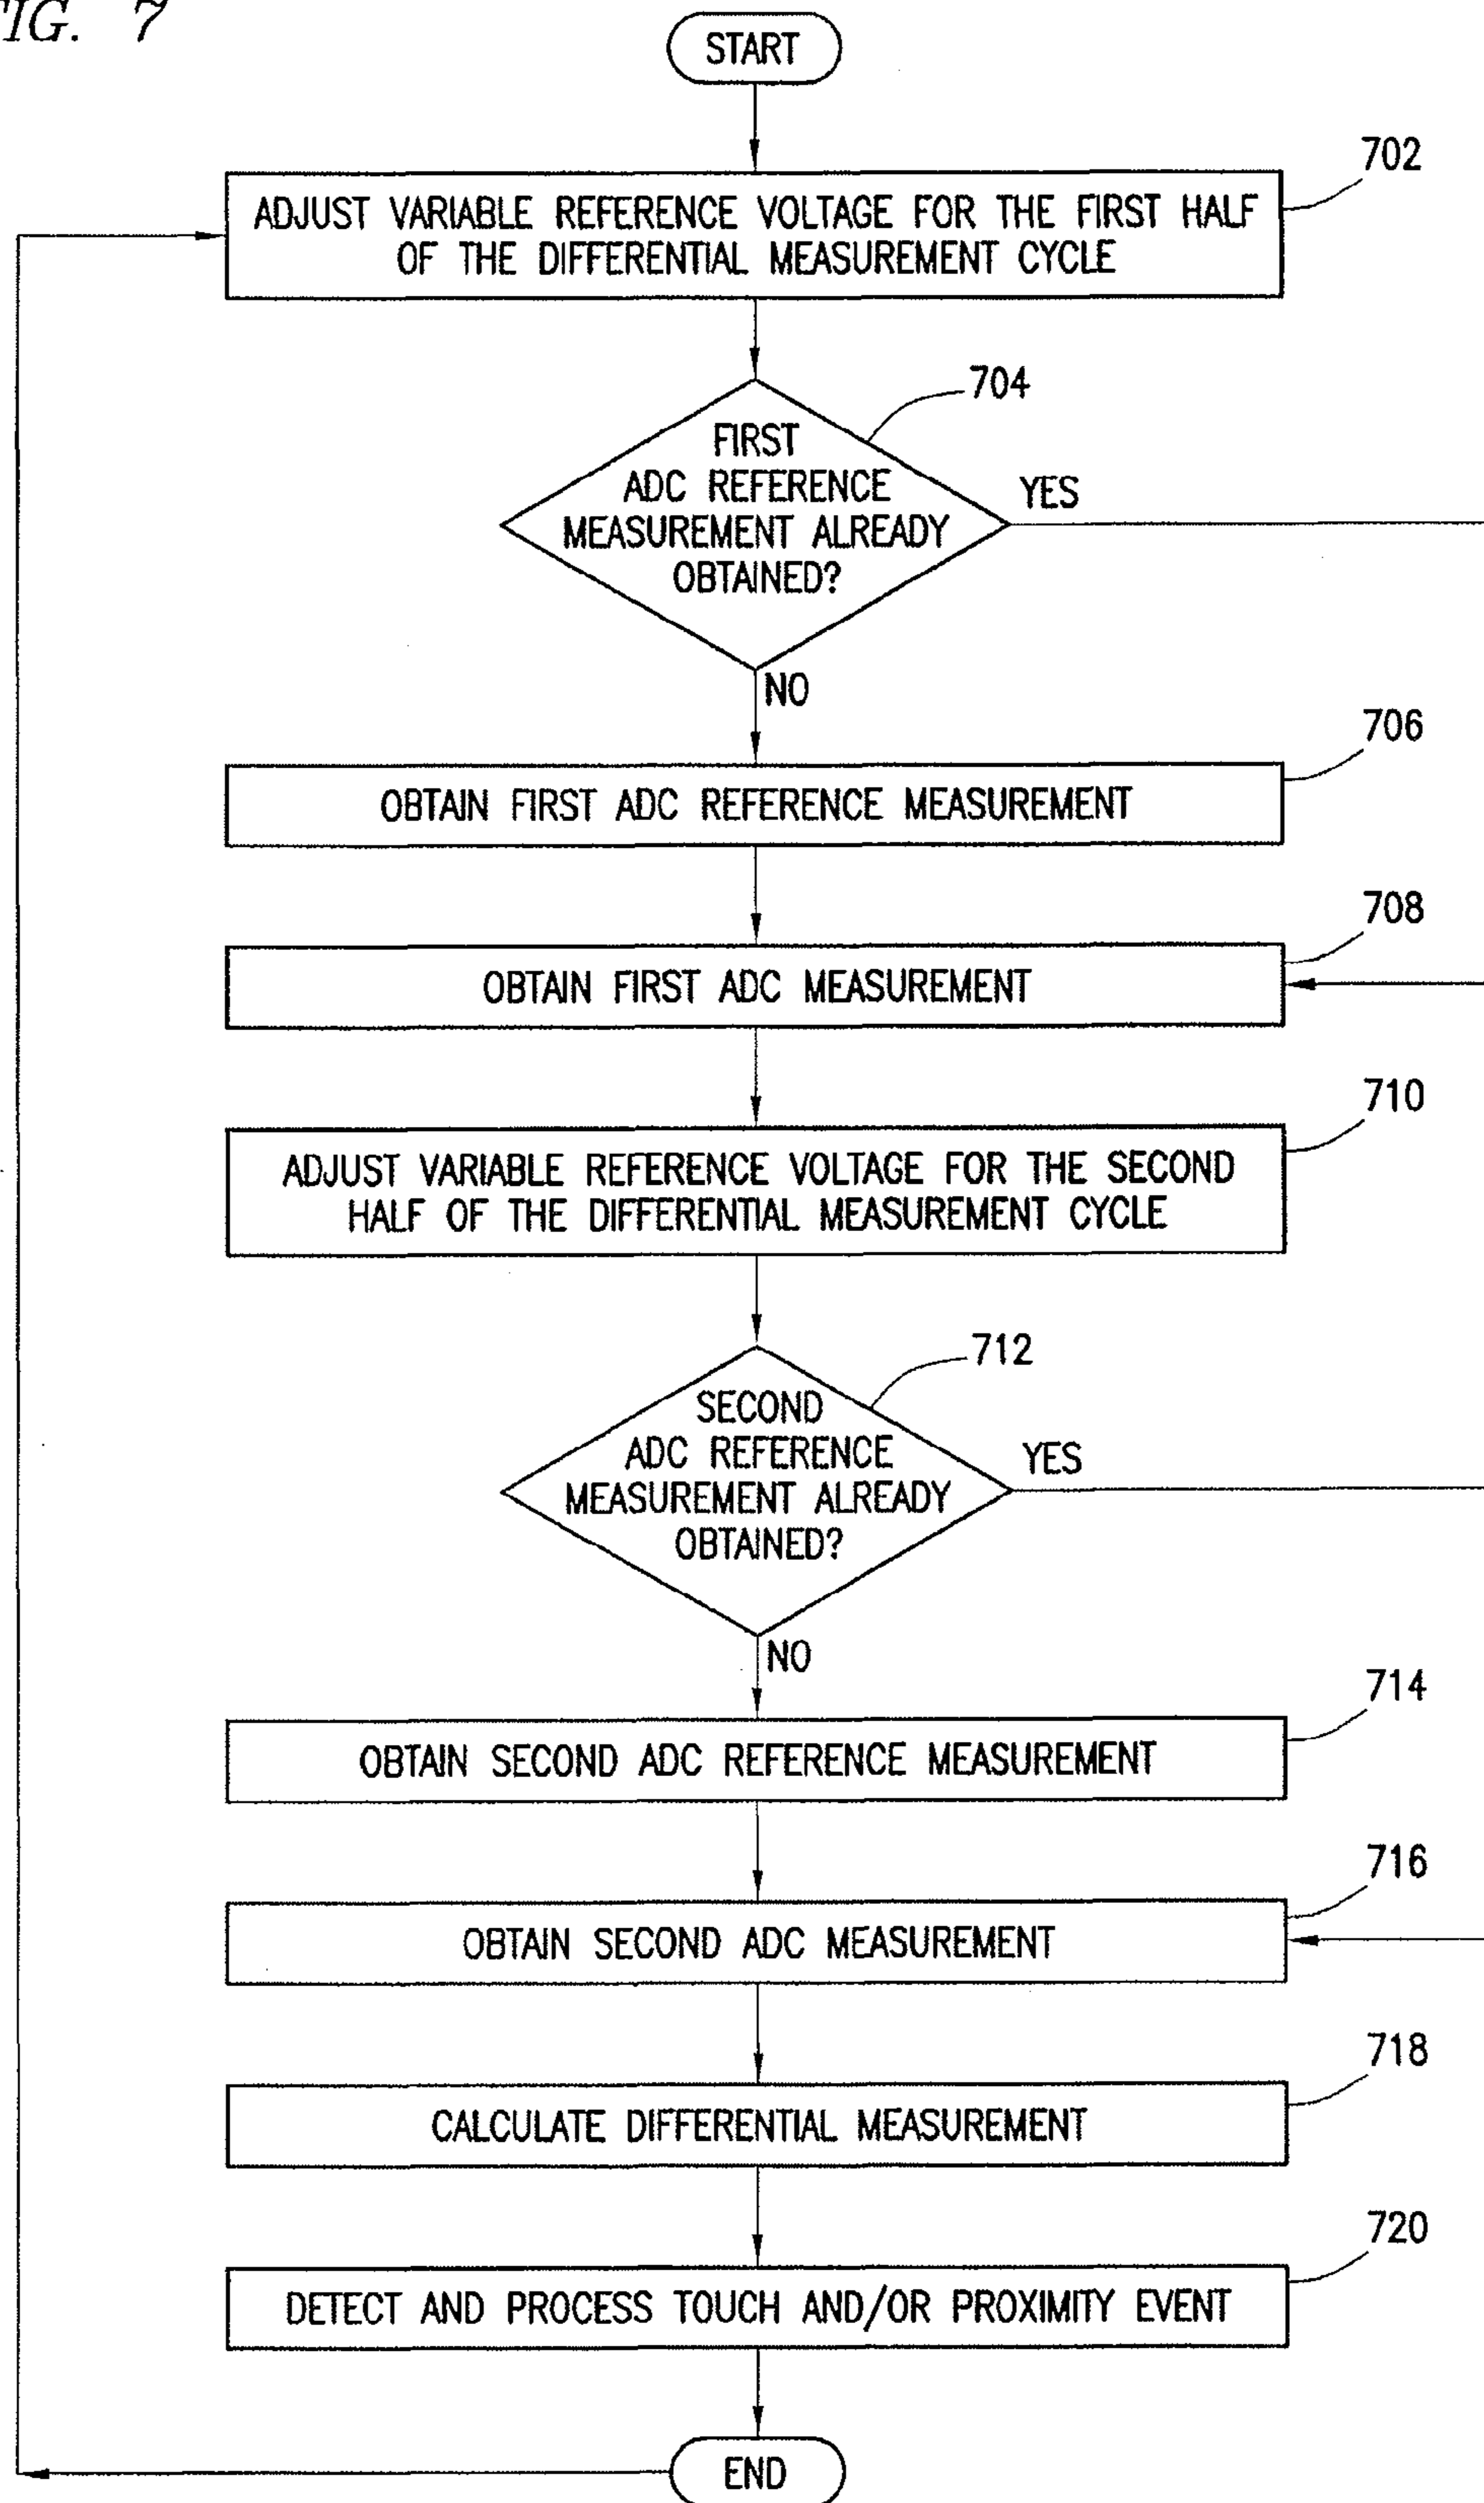 FIG. 7
START
702
ADJUST VARIABLE REFERENCE VOLTAGE FOR THE FIRST HALF
OF THE DIFFERENTIAL MEASUREMENT CYCLE
704
FIRST
ADC REFERENCE
MEASUREMENT ALREADY
OBTAINED?
YES
NO
706
OBTAIN FIRST ADC REFERENCE MEASUREMENT
708
OBTAIN FIRST ADC MEASUREMENT
710
ADJUST VARIABLE REFERENCE VOLTAGE FOR THE SECOND
HALF OF THE DIFFERENTIAL MEASUREMENT CYCLE
712
SECOND
ADC REFERENCE
MEASUREMENT ALREADY
OBTAINED?
YES
NO
714
OBTAIN SECOND ADC REFERENCE MEASUREMENT
716
OBTAIN SECOND ADC MEASUREMENT
718
CALCULATE DIFFERENTIAL MEASUREMENT
720
DETECT AND PROCESS TOUCH AND/OR PROXIMITY EVENT
END